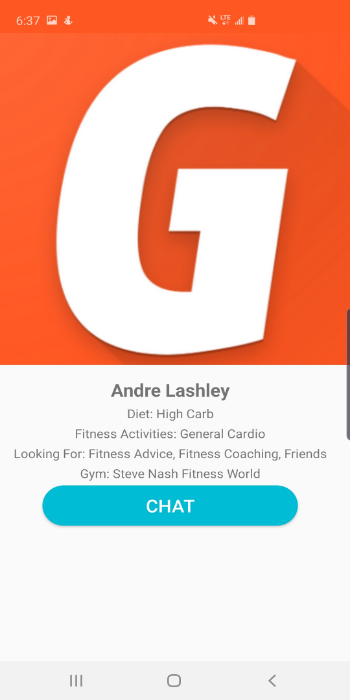 6:37
LTE
G
Andre Lashley
Diet: High Carb
Fitness Activities: General Cardio
Looking For: Fitness Advice, Fitness Coaching, Friends
Gym: Steve Nash Fitness World
CHAT